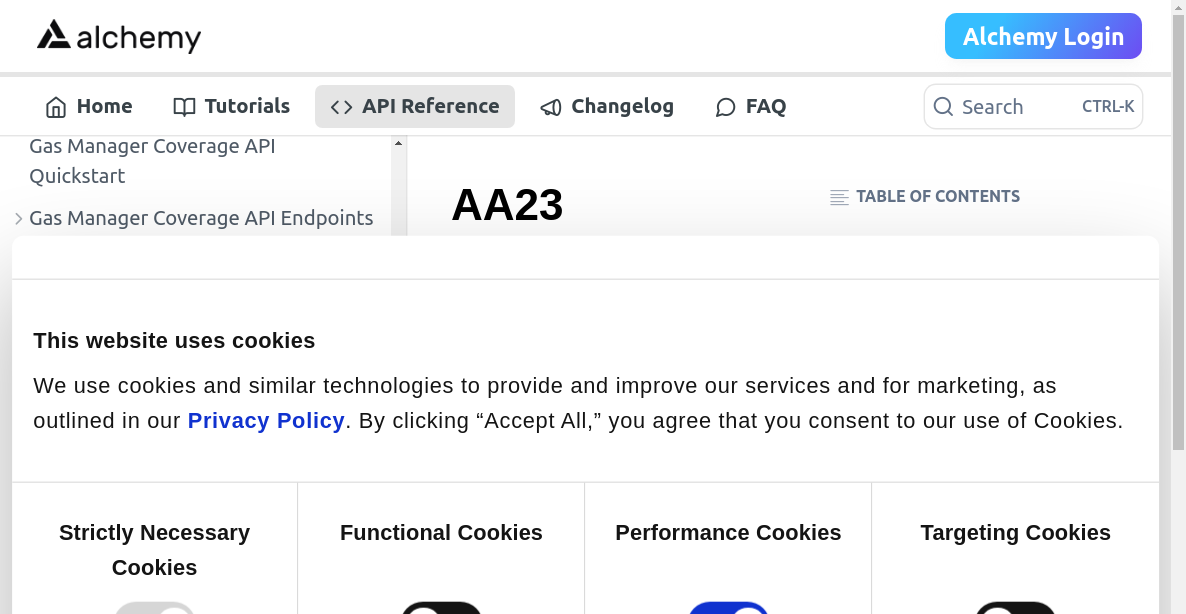 alchemy
Alchemy Login
Home
Tutorials
API Reference
Changelog
FAQ
Search
CTRL-K
Gas Manager Coverage API
Quickstart
Gas Manager Coverage API Endpoints
AA23
TABLE OF CONTENTS
This website uses cookies
We use cookies and similar technologies to provide and improve our services and for marketing, as
outlined in our Privacy Policy. By clicking “Accept All,” you agree that you consent to our use of Cookies.
Strictly Necessary
Cookies
Functional Cookies
Performance Cookies
Targeting Cookies